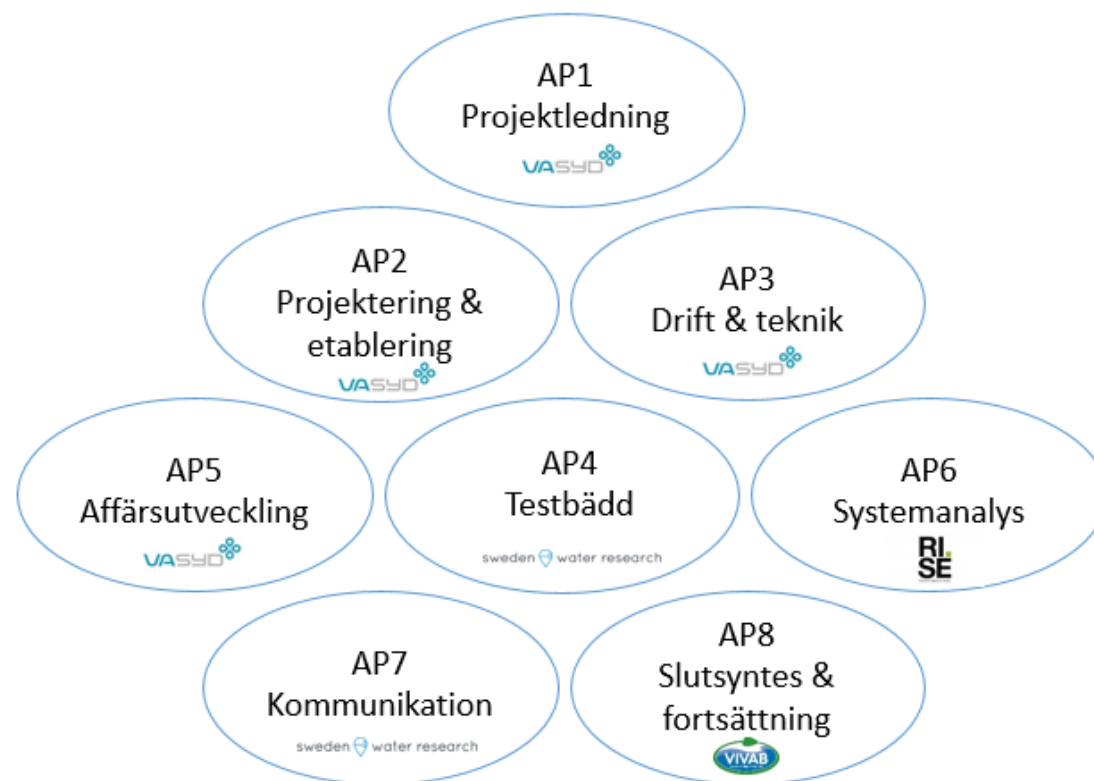 AP1
Projektledning
VASYD
AP2
Projektering &
etablering
VASYD
AP3
Drift & teknik
VASYD
AP5
Affärsutveckling
VASYD
AP4
Testbädd
sweden water research
AP6
Systemanalys
RI.
SE
AP7
Kommunikation
sweden water research
AP8
Slutsyntes &
fortsättning
VIVAB